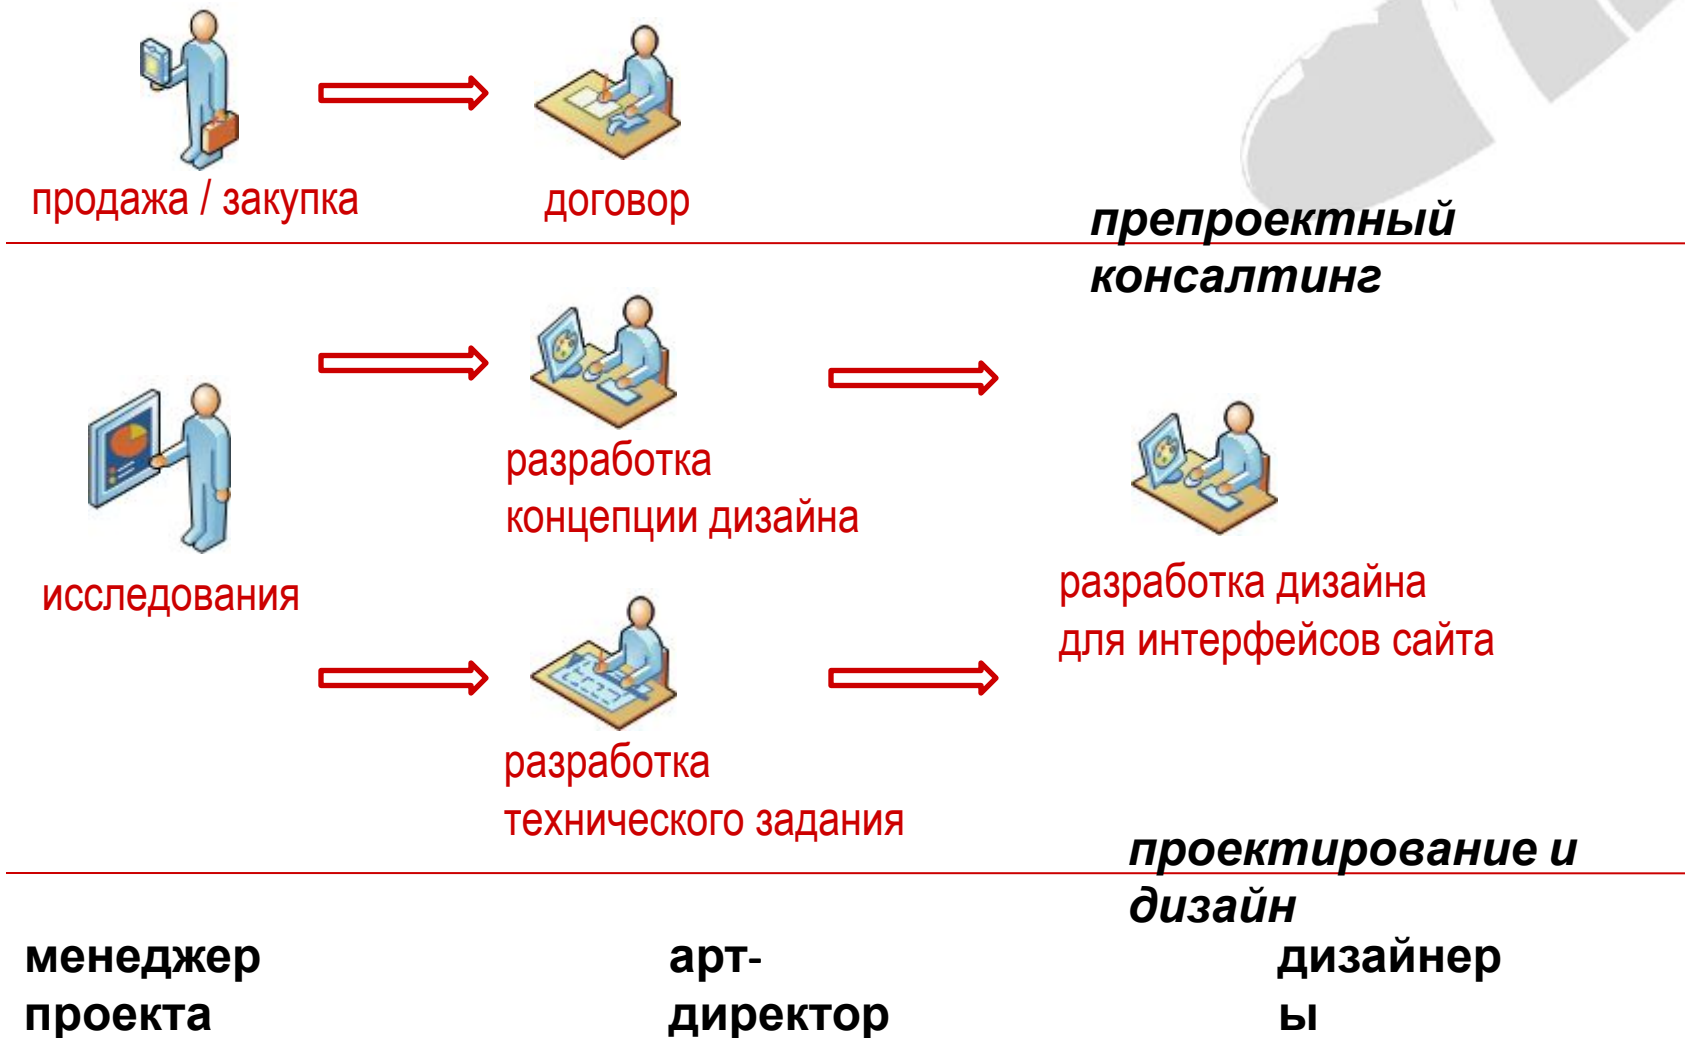 продажа / закупка
договор
препроектный
консалтинг
разработка
концепции дизайна
исследования
разработка дизайна
для интерфейсов сайта
разработка
технического задания
проектирование и
дизайн
менеджер
проекта
арт-
директор
дизайнер
ы